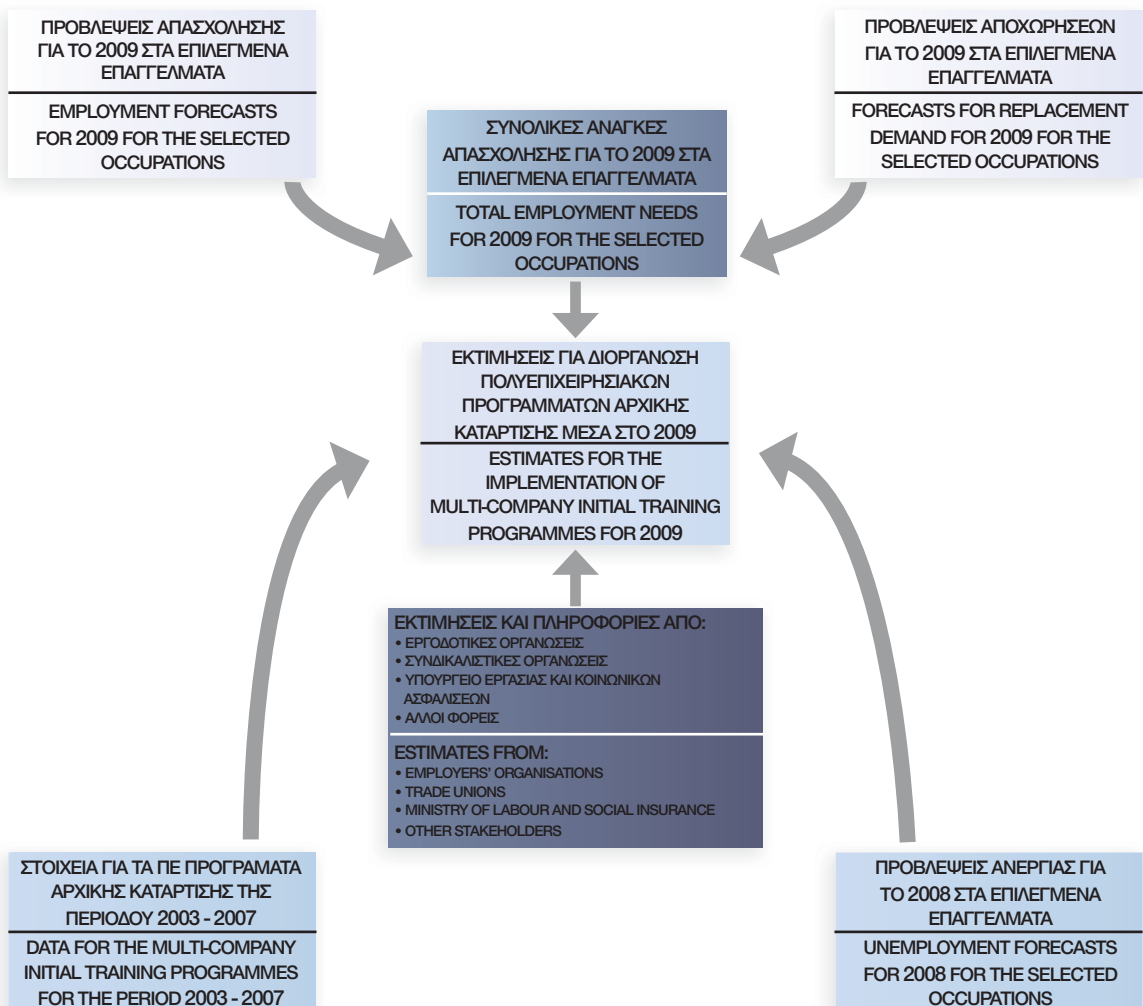 ΠΡΟΒΛΕΨΕΙΣ ΑΠΑΣΧΟΛΗΣΗΣ
ΓΙΑ ΤΟ 2009 ΣΤΑ ΕΠΙΛΕΓΜΕΝΑ
ΕΠΑΓΓΕΛΜΑΤΑ
EMPLOYMENT FORECASTS
FOR 2009 FOR THE SELECTED
OCCUPATIONS
ΠΡΟΒΛΕΨΕΙΣ ΑΠΟΧΩΡΗΣΕΩΝ
ΓΙΑ ΤΟ 2009 ΣΤΑ ΕΠΙΛΕΓΜΕΝΑ
ΕΠΑΓΓΕΛΜΑΤΑ
FORECASTS FOR REPLACEMENT
DEMAND FOR 2009 FOR THE
SELECTED OCCUPATIONS
ΣΥΝΟΛΙΚΕΣ ΑΝΑΓΚΕΣ
ΑΠΑΣΧΟΛΗΣΗΣ ΓΙΑ ΤΟ 2009 ΣΤΑ
ΕΠΙΛΕΓΜΕΝΑ ΕΠΑΓΓΕΛΜΑΤΑ
TOTAL EMPLOYMENT NEEDS
FOR 2009 FOR THE SELECTED
OCCUPATIONS
ΕΚΤΙΜΗΣΕΙΣ ΓΙΑ ΔΙΟΡΓΑΝΩΣΗ
ΠΟΛΥΕΠΙΧΕΙΡΗΣΙΑΚΩΝ
ΠΡΟΓΡΑΜΜΑΤΩΝ ΑΡΧΙΚΗΣ
ΚΑΤΑΡΤΙΣΗΣ ΜΕΣΑ ΣΤΟ 2009
ESTIMATES FOR THE
IMPLEMENTATION OF
MULTI-COMPANY INITIAL TRAINING
PROGRAMMES FOR 2009
ΕΚΤΙΜΗΣΕΙΣ ΚΑΙ ΠΛΗΡΟΦΟΡΙΕΣ ΑΠΟ:
• ΕΡΓΟΔΟΤΙΚΕΣ ΟΡΓΑΝΩΣΕΙΣ
• ΣΥΝΔΙΚΑΛΙΣΤΙΚΕΣ ΟΡΓΑΝΩΣΕΙΣ
• ΥΠΟΥΡΓΕΙΟ ΕΡΓΑΣΙΑΣ ΚΑΙ ΚΟΙΝΩΝΙΚΩΝ
ΑΣΦΑΛΙΣΕΩΝ
• ΑΛΛΟΙ ΦΟΡΕΙΣ
ESTIMATES FROM:
• EMPLOYERS' ORGANISATIONS
• TRADE UNIONS
• MINISTRY OF LABOUR AND SOCIAL INSURANCE
• OTHER STAKEHOLDERS
ΣΤΟΙΧΕΙΑ ΓΙΑ ΤΑ ΠΕ ΠΡΟΓΡΑΜΑΤΑ
ΑΡΧΙΚΗΣ ΚΑΤΑΡΤΙΣΗΣ ΤΗΣ
ΠΕΡΙΟΔΟΥ 2003 - 2007
DATA FOR THE MULTI-COMPANY
INITIAL TRAINING PROGRAMMES
FOR THE PERIOD 2003 - 2007
ΠΡΟΒΛΕΨΕΙΣ ΑΝΕΡΓΙΑΣ ΓΙΑ
ΤΟ 2008 ΣΤΑ ΕΠΙΛΕΓΜΕΝΑ
ΕΠΑΓΓΕΛΜΑΤΑ
UNEMPLOYMENT FORECASTS
FOR 2008 FOR THE SELECTED
OCCUPATIONS